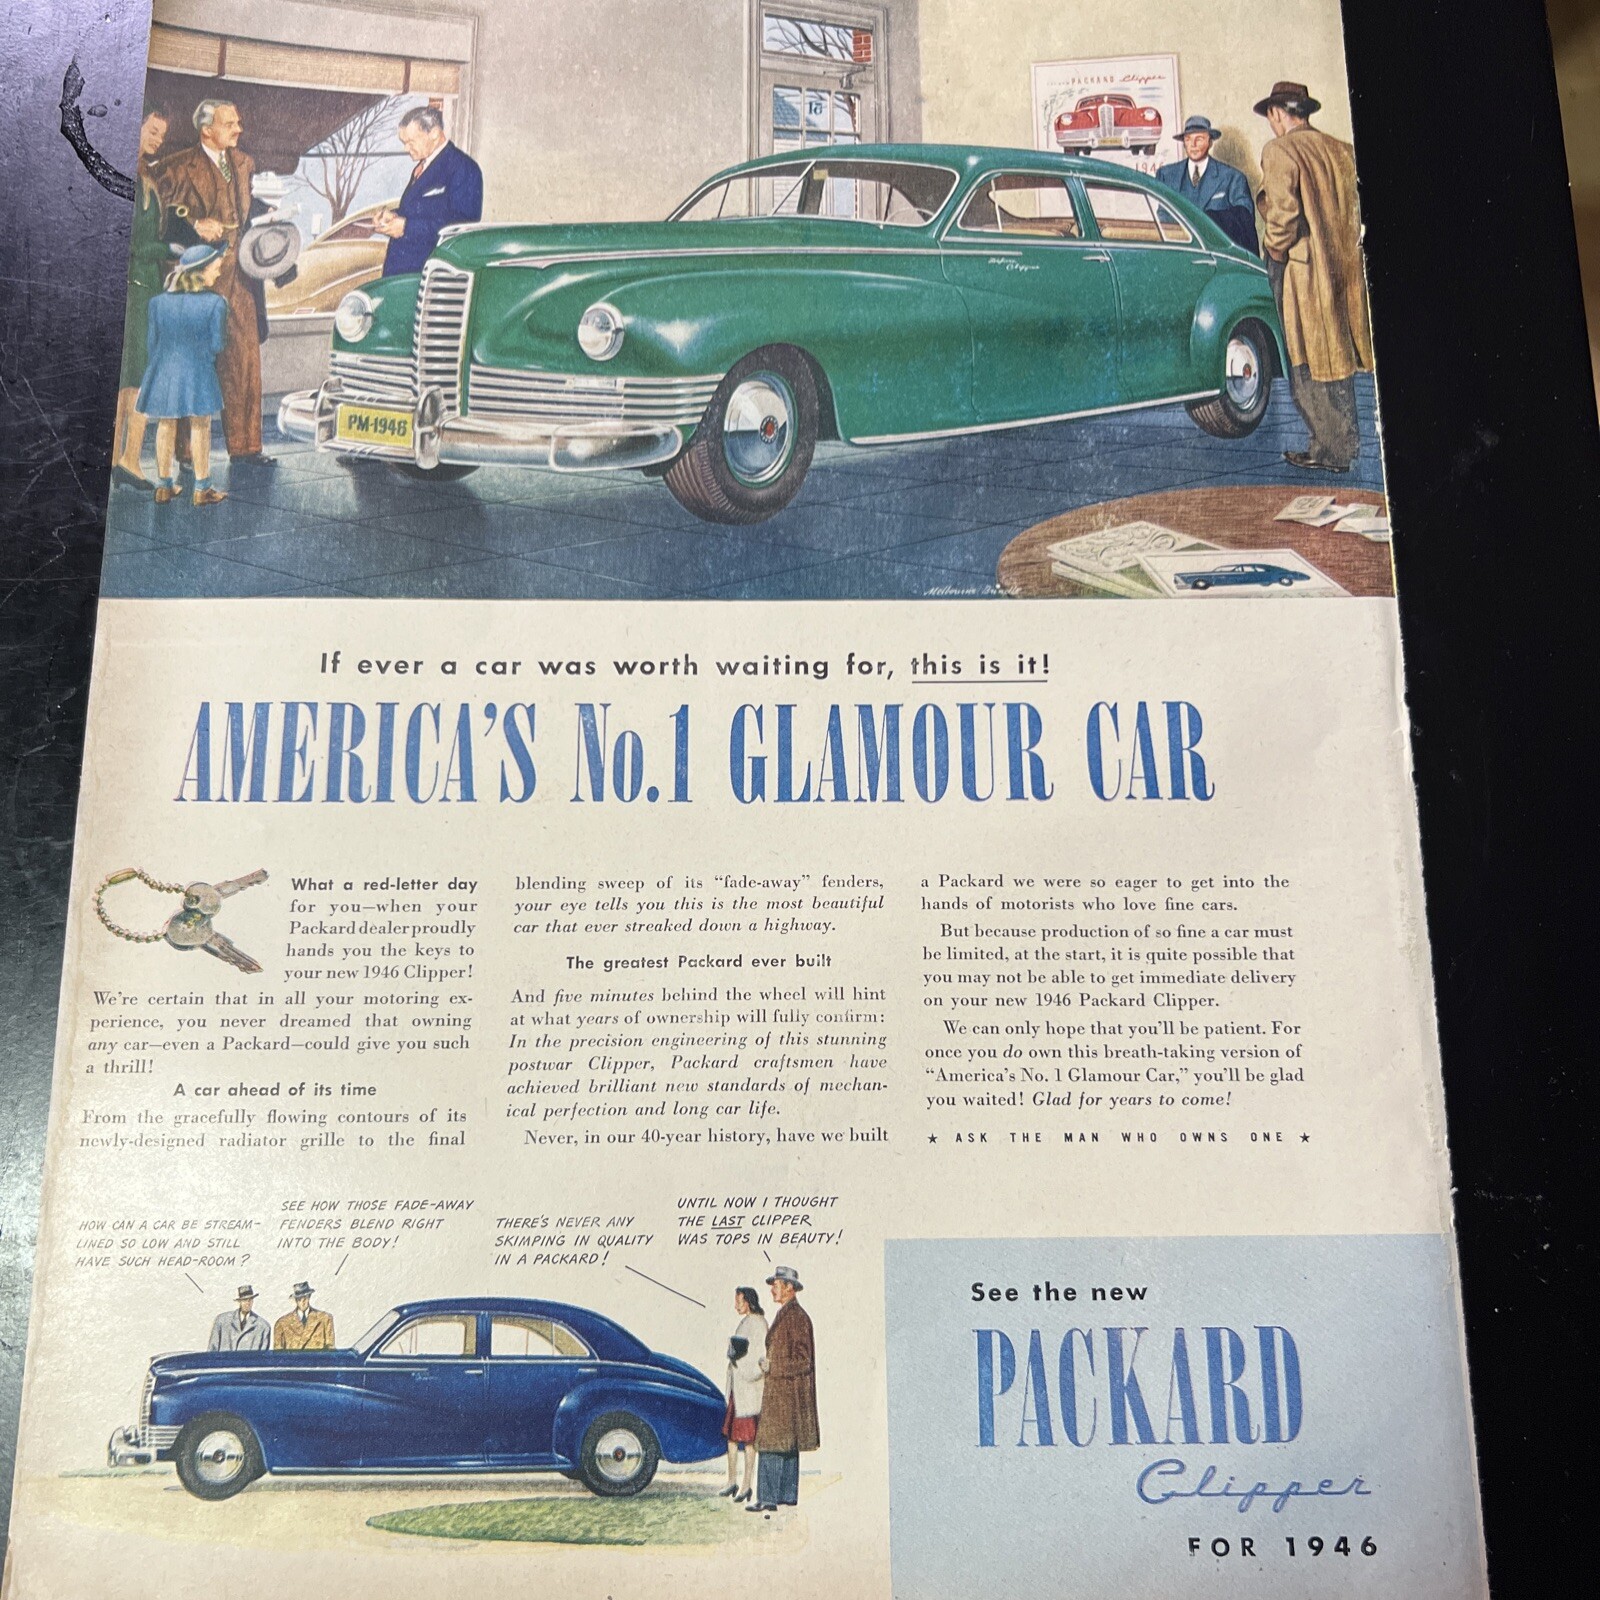 PACKARD Clipper
194
16
PM-1946
If ever a car was worth waiting for, this is it!
AMERICA'S No.1 GLAMOUR CAR
What a red-letter day
for you—when your
Packard dealer proudly
hands you the keys to
your new 1946 Clipper!
We're certain that in all your motoring ex-
perience, you never dreamed that owning
any car—even a Packard—could give you such
a thrill!
A car ahead of its time
From the gracefully flowing contours of its
newly-designed radiator grille to the final
blending sweep of its "fade-away" fenders,
your eye tells you this is the most beautiful
car that ever streaked down a highway.
The greatest Packard ever built
And five minutes behind the wheel will hint
at what years of ownership will fully confirm:
In the precision engineering of this stunning
postwar Clipper, Packard craftsmen have
achieved brilliant new standards of mechan-
ical perfection and long car life.
Never, in our 40-year history, have we built
a Packard we were so eager to get into the
hands of motorists who love fine cars.
But because production of so fine a car must
be limited, at the start, it is quite possible that
you may not be able to get immediate delivery
on your new 1946 Packard Clipper.
We can only hope that you'll be patient. For
once you do own this breath-taking version of
"America's No. 1 Glamour Car," you'll be glad
you waited! Glad for years to come!
★ ASK THE MAN WHO OWNS ONE ★
HOW CAN A CAR BE STREAM-
LINED SO LOW AND STILL
HAVE SUCH HEAD-ROOM?
SEE HOW THOSE FADE-AWAY
FENDERS BLEND RIGHT
INTO THE BODY!
THERE'S NEVER ANY
SKIMPING IN QUALITY
IN A PACKARD!
UNTIL NOW I THOUGHT
THE LAST CLIPPER
WAS TOPS IN BEAUTY!
See the new
PACKARD
Clipper
FOR 1946